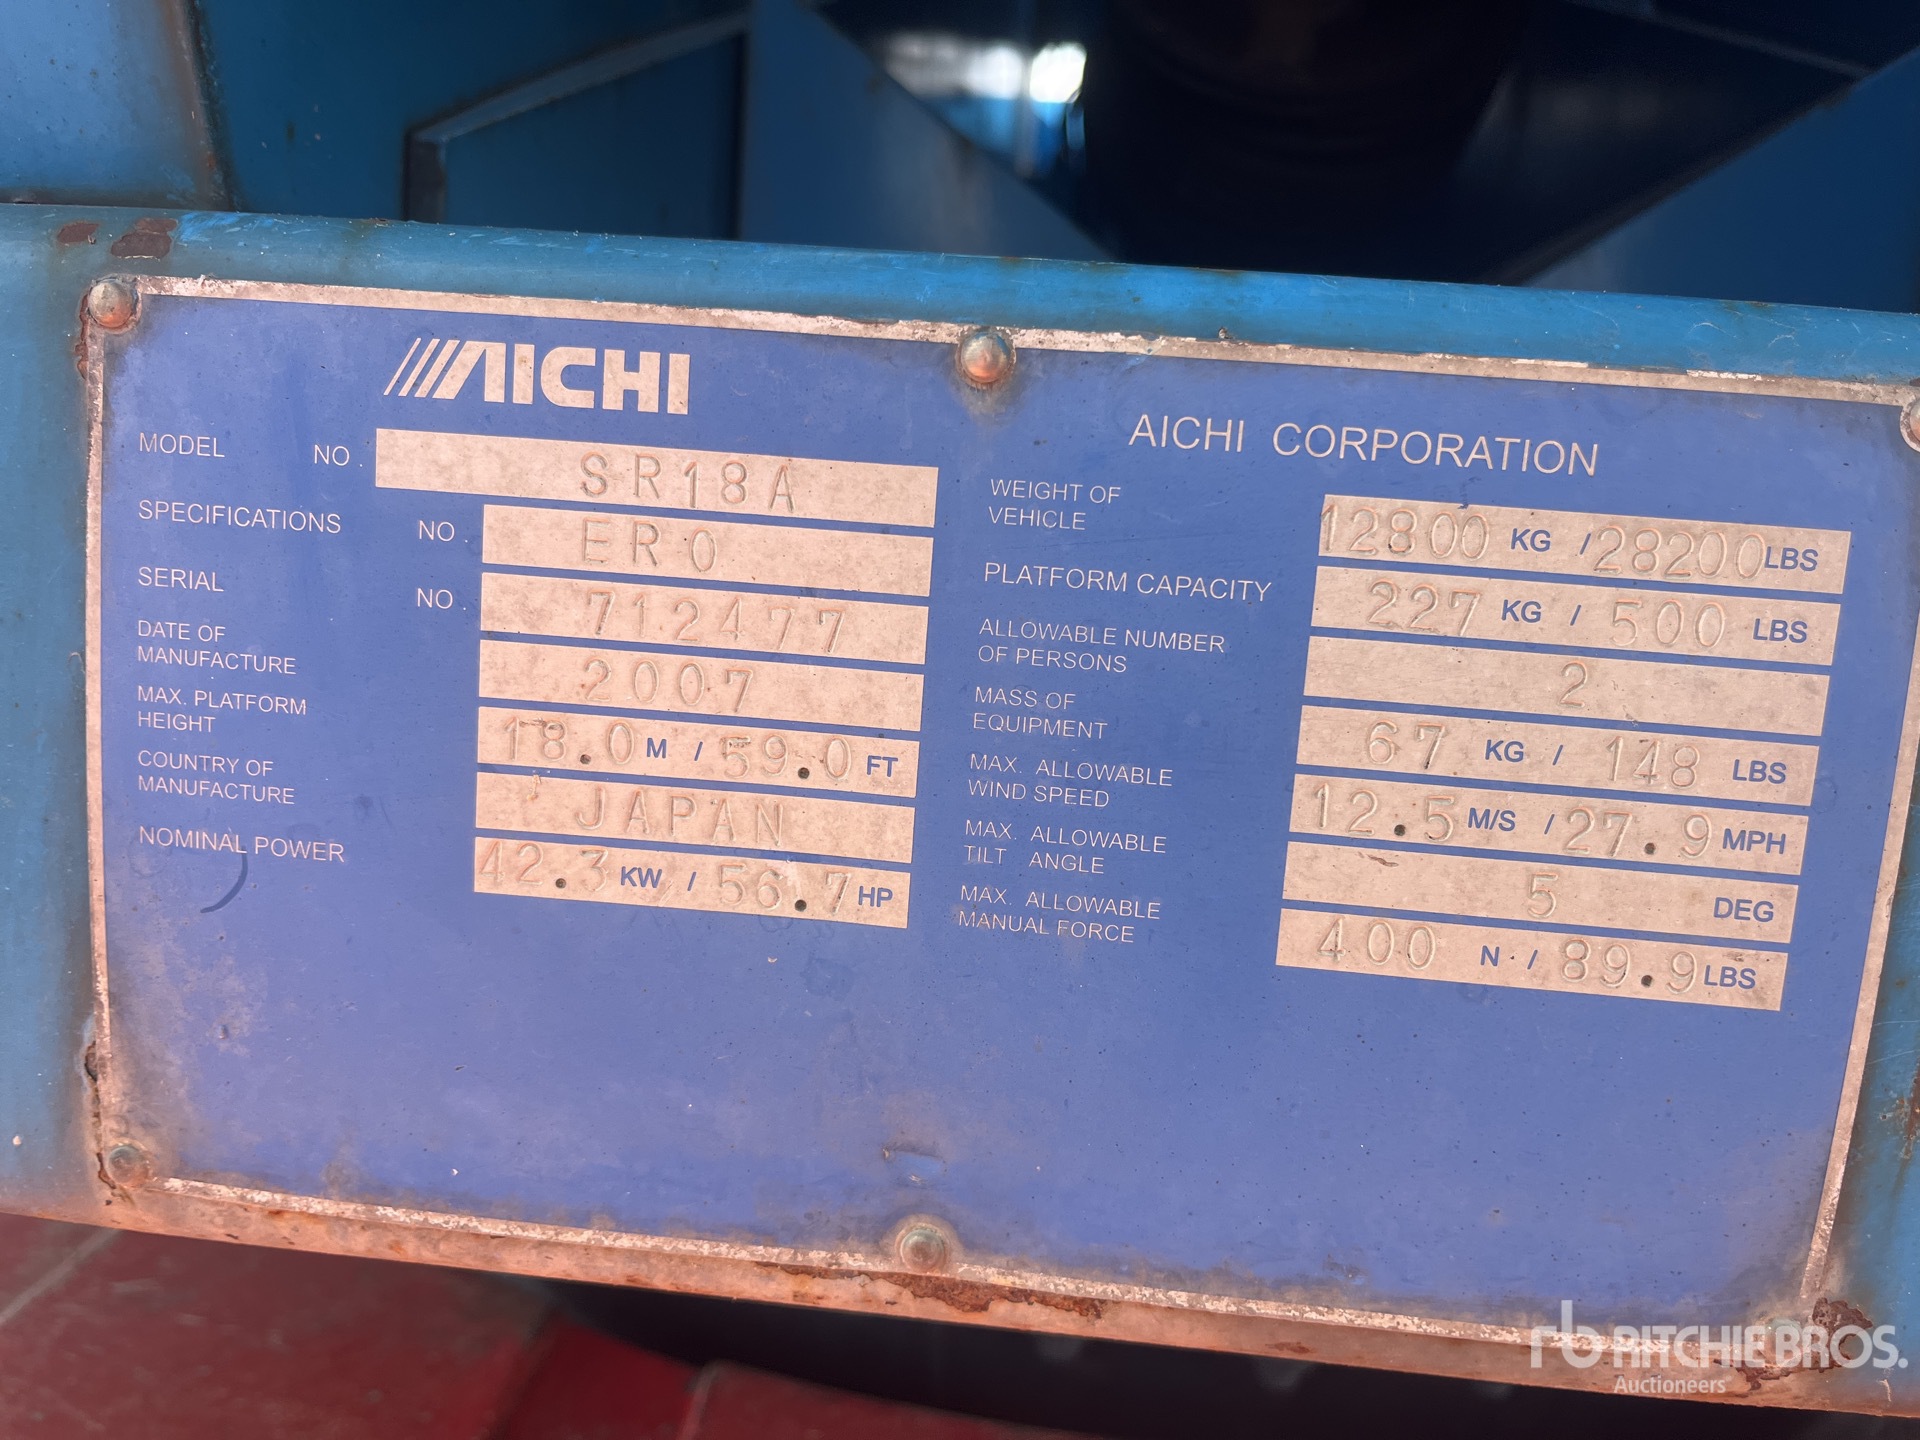 AICHI
MODEL NO. SR18A
SPECIFICATIONS NO. ER0
SERIAL NO. 712477
DATE OF
MANUFACTURE 2007
MAX. PLATFORM
HEIGHT 18.0 M / 59.0 FT
COUNTRY OF
MANUFACTURE JAPAN
NOMINAL POWER 42.3 KW / 56.7 HP
AICHI CORPORATION
WEIGHT OF
VEHICLE 12800 KG / 28200 LBS
PLATFORM CAPACITY 227 KG / 500 LBS
ALLOWABLE NUMBER
OF PERSONS 2
MASS OF
EQUIPMENT 67 KG / 148 LBS
MAX. ALLOWABLE
WIND SPEED 12.5 M/S / 27.9 MPH
MAX. ALLOWABLE
TILT ANGLE 5 DEG
MAX. ALLOWABLE
MANUAL FORCE 400 N / 89.9 LBS
rb RITCHIE BROS.
Auctioneers